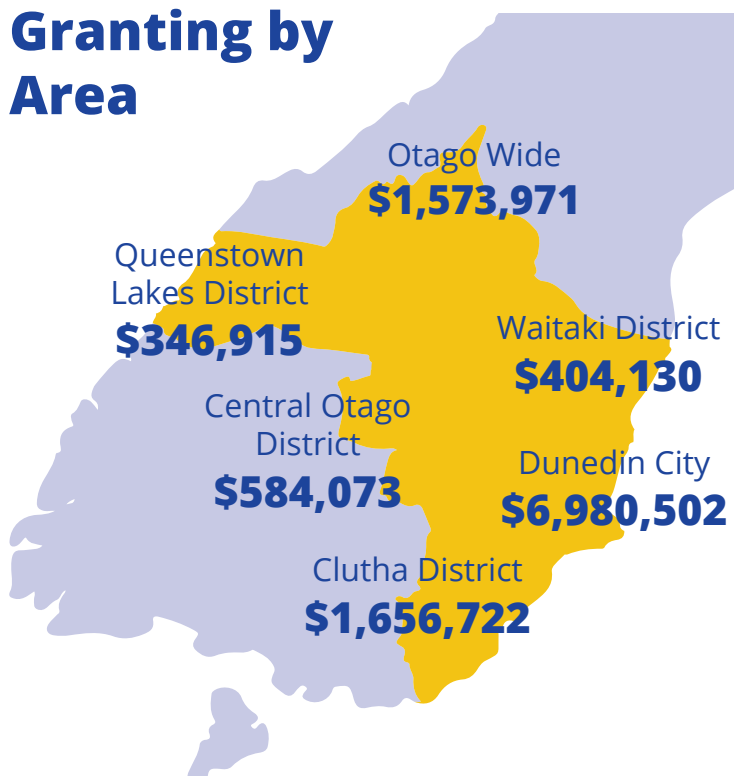 Granting by
Area
Otago Wide
$1,573,971
Queenstown
Lakes District
$346,915
Waitaki District
$404,130
Central Otago
District
$584,073
Dunedin City
$6,980,502
Clutha District
$1,656,722